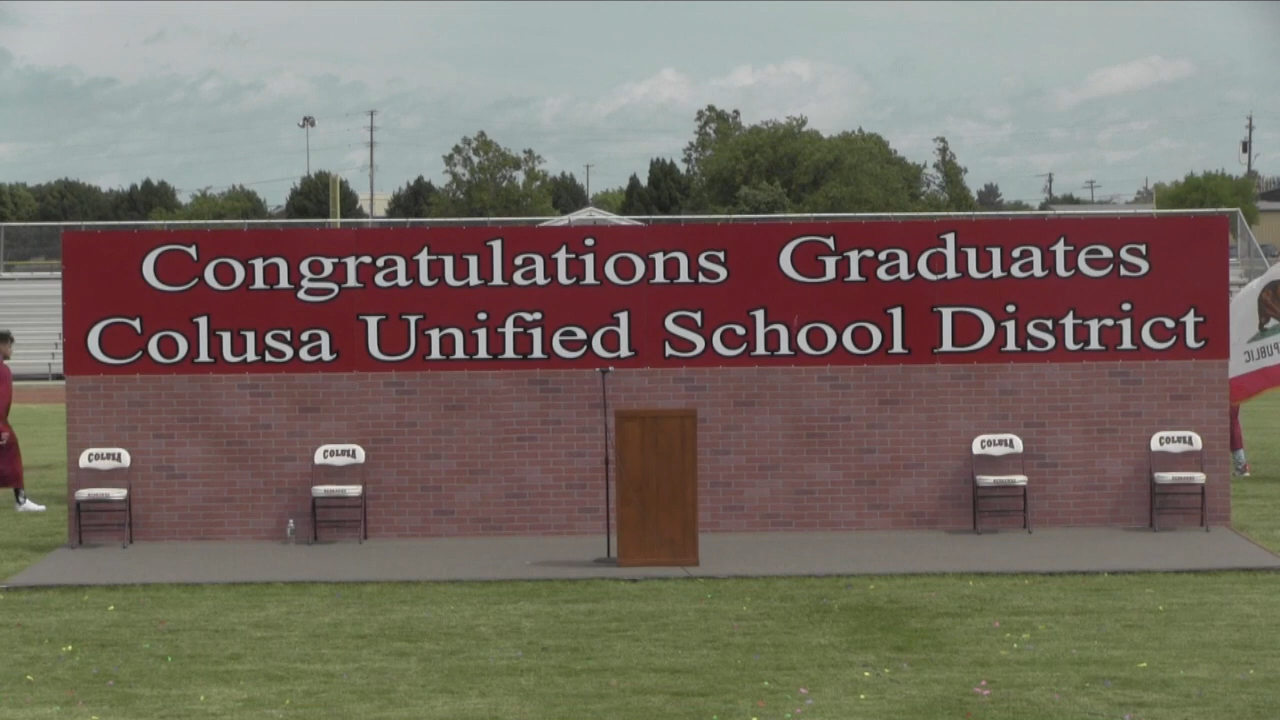 Congratulations Graduates
Colusa Unified School District
COLUSA
COLUSA
COLUSA
COLUSA